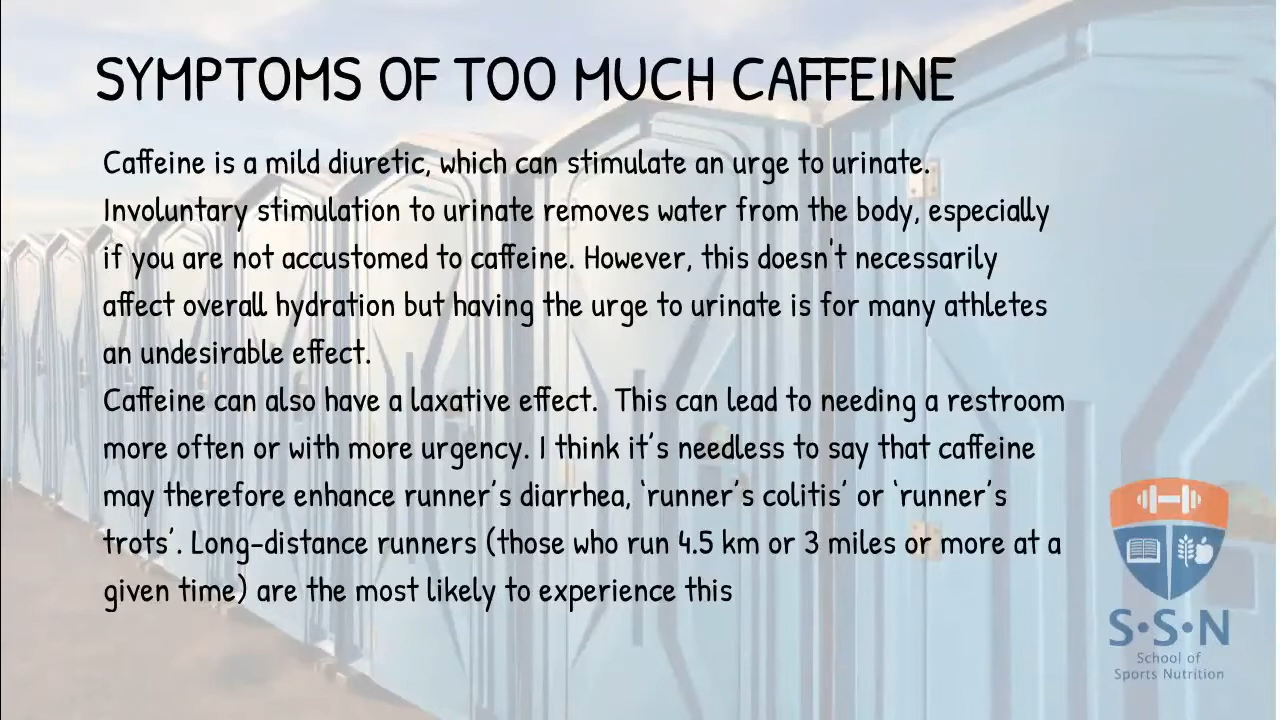 SYMPTOMS OF TOO MUCH CAFFEINE
Caffeine is a mild diuretic, which can stimulate an urge to urinate.
Involuntary stimulation to urinate removes water from the body, especially
if you are not accustomed to caffeine. However, this doesn't necessarily
affect overall hydration but having the urge to urinate is for many athletes
an undesirable effect.
Caffeine can also have a laxative effect.  This can lead to needing a restroom
more often or with more urgency. I think it’s needless to say that caffeine
may therefore enhance runner’s diarrhea, ‘runner’s colitis’ or ‘runner’s
trots’. Long-distance runners (those who run 4.5 km or 3 miles or more at a
given time) are the most likely to experience this
S·S·N
School of
Sports Nutrition